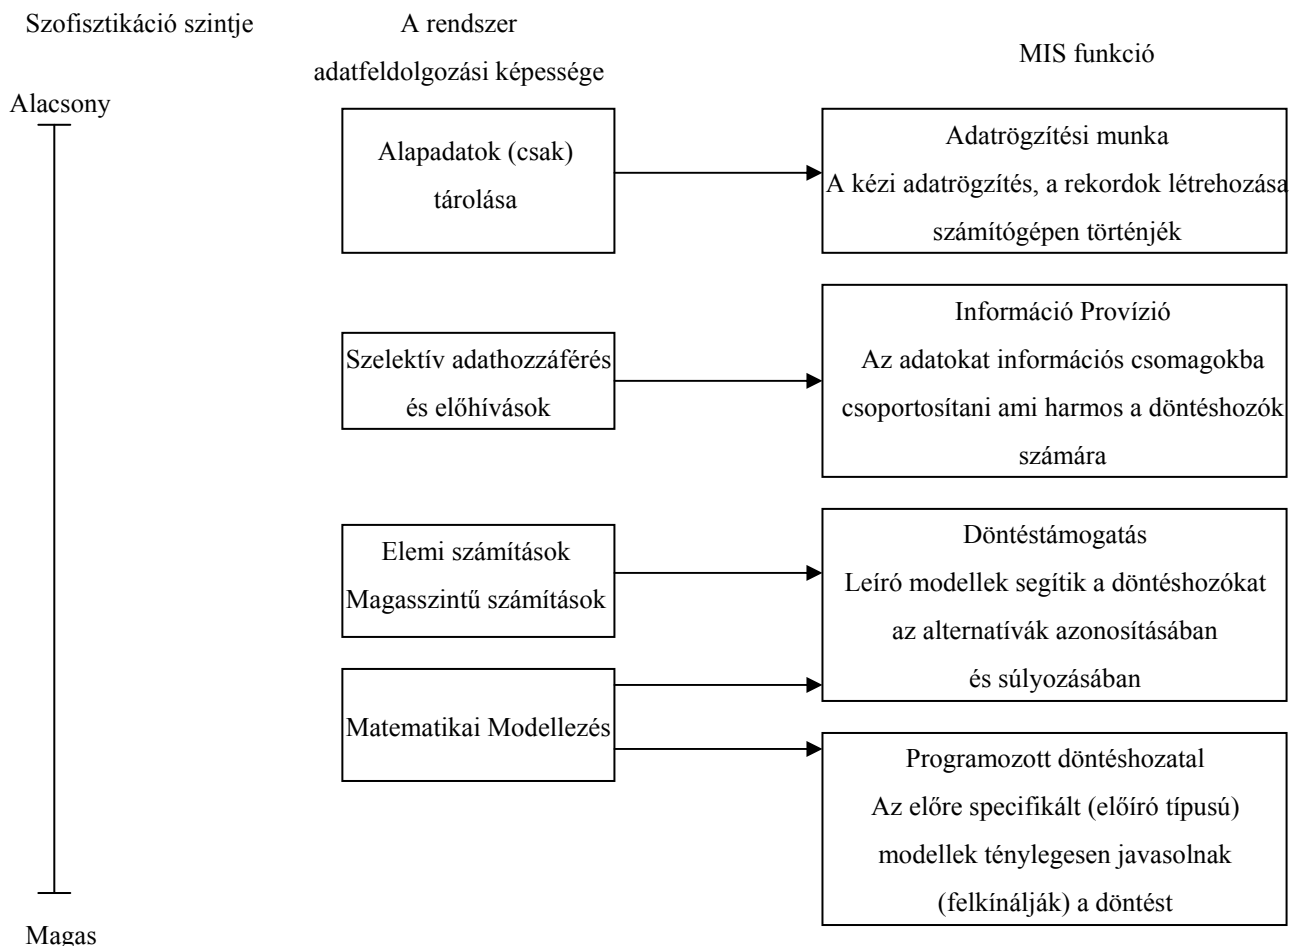 Szofisztikáció szintje
A rendszer
adatfeldolgozási képessége
MIS funkció
Alacsony
Alapadatok (csak)
tárolása
Adatrögzítési munka
A kézi adatrögzítés, a rekordok létrehozása
számítógépen történjék
Szelektív adathozzáférés
és előhívások
Információ Provízió
Az adatokat információs csomagokba
csoportosítani ami harmos a döntéshozók
számára
Elemi számítások
Magasszintű számítások
Döntéstámogatás
Leíró modellek segítik a döntéshozókat
az alternatívák azonosításában
és súlyozásában
Matematikai Modellezés
Programozott döntéshozatal
Az előre specifikált (előíró típusú)
modellek ténylegesen javasolnak
(felkínálják) a döntést
Magas